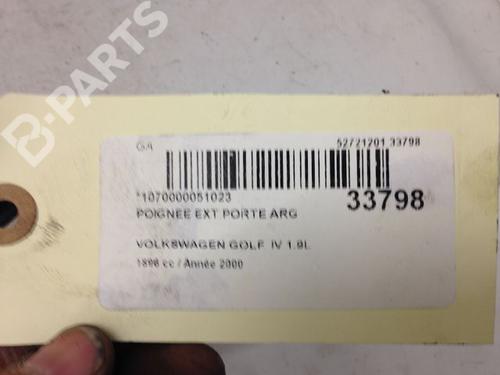 B-PARTS
GA 52721201 33798
*1070000051023 33798
POIGNEE EXT PORTE ARG
VOLKSWAGEN GOLF IV 1.9L
1896 cc / Année 2000